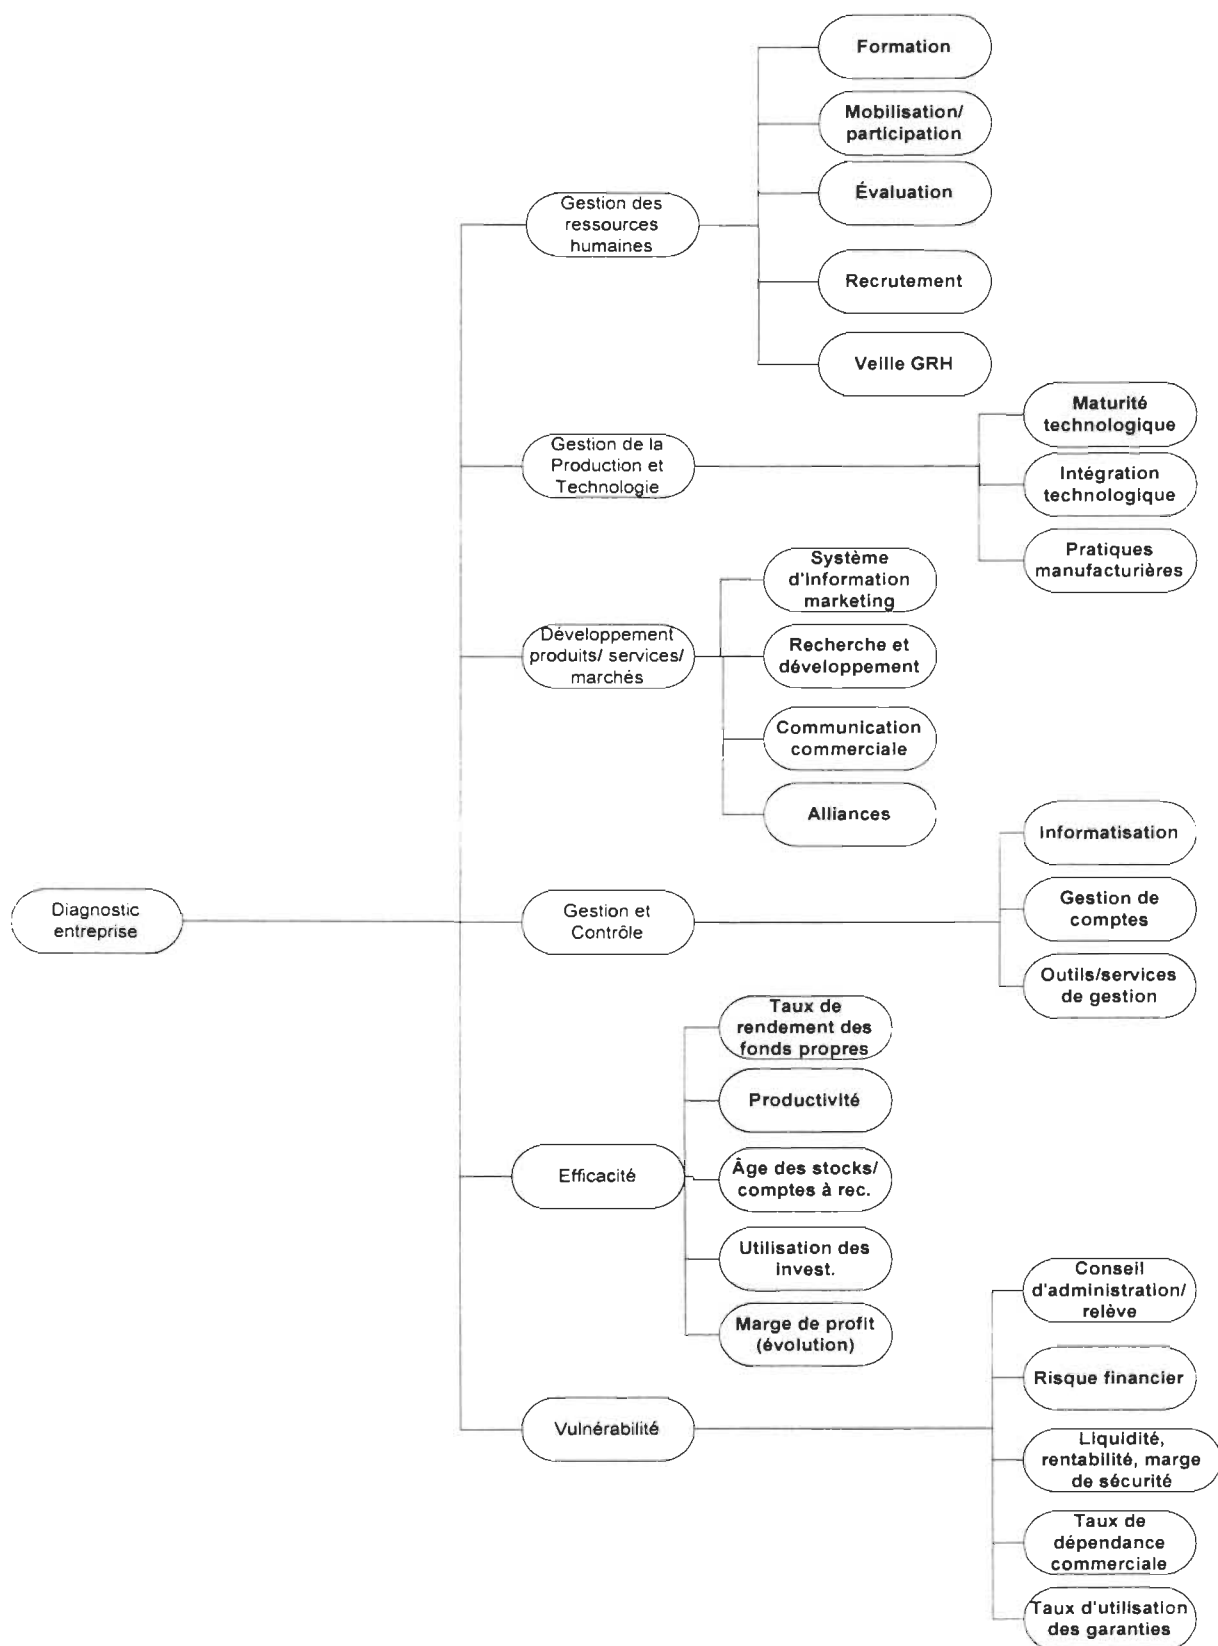 Formation
Mobilisation/
participation
Évaluation
Recrutement
Veille GRH
Gestion des
ressources
humaines
Maturité
technologique
Intégration
technologique
Pratiques
manufacturières
Gestion de la
Production et
Technologie
Système
d'Information
marketing
Recherche et
développement
Communication
commerciale
Alliances
Développement
produits/ services/
marchés
Informatisation
Gestion de
comptes
Outils/services
de gestion
Gestion et
Contrôle
Diagnostic
entreprise
Taux de
rendement des
fonds propres
Productivité
Âge des stocks/
comptes à rec.
Utilisation des
invest.
Marge de profit
(évolution)
Efficacité
Conseil
d'administration/
relève
Risque financier
Liquidité,
rentabilité, marge
de sécurité
Taux de
dépendance
commerciale
Taux d'utilisation
des garanties
Vulnérabilité